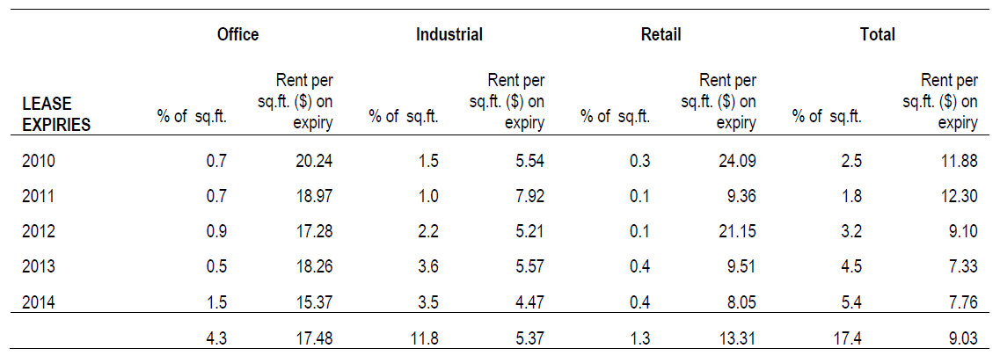 Office Industrial Retail Total
LEASE EXPIRIES % of sq.ft. Rent per sq.ft. ($) on expiry % of sq.ft. Rent per sq.ft. ($) on expiry % of sq.ft. Rent per sq.ft. ($) on expiry % of sq.ft. Rent per sq.ft. ($) on expiry
2010 0.7 20.24 1.5 5.54 0.3 24.09 2.5 11.88
2011 0.7 18.97 1.0 7.92 0.1 9.36 1.8 12.30
2012 0.9 17.28 2.2 5.21 0.1 21.15 3.2 9.10
2013 0.5 18.26 3.6 5.57 0.4 9.51 4.5 7.33
2014 1.5 15.37 3.5 4.47 0.4 8.05 5.4 7.76
4.3 17.48 11.8 5.37 1.3 13.31 17.4 9.03